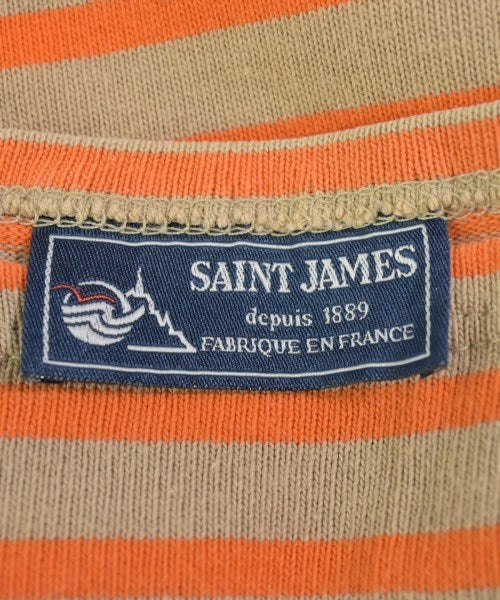 SAINT JAMES
depuis 1889
FABRIQUE EN FRANCE